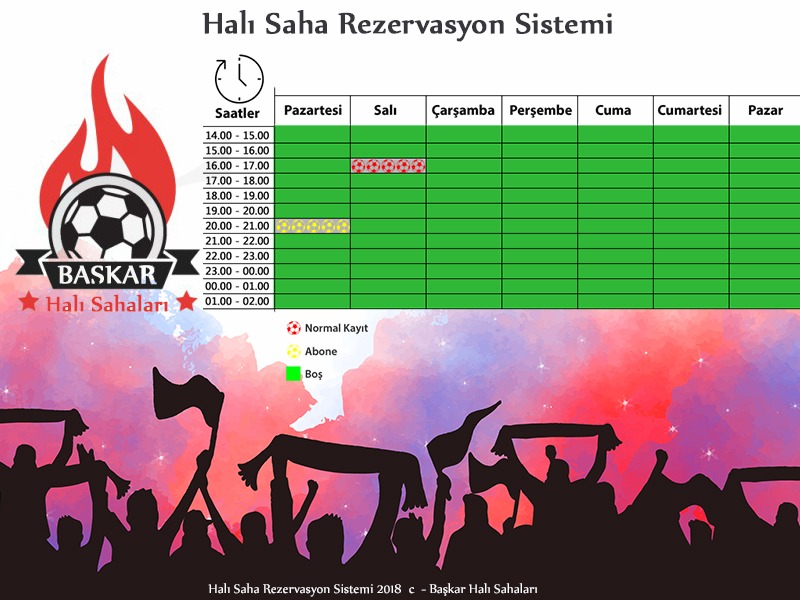 Halı Saha Rezervasyon Sistemi
Saatler Pazartesi Salı Çarşamba Perşembe Cuma Cumartesi Pazar
14.00 - 15.00
15.00 - 16.00
16.00 - 17.00
17.00 - 18.00
18.00 - 19.00
19.00 - 20.00
20.00 - 21.00
21.00 - 22.00
22.00 - 23.00
23.00 - 00.00
00.00 - 01.00
01.00 - 02.00
BAŞKAR
Halı Sahaları
Normal Kayıt
Abone
Boş
Halı Saha Rezervasyon Sistemi 2018 c - Başkar Halı Sahaları